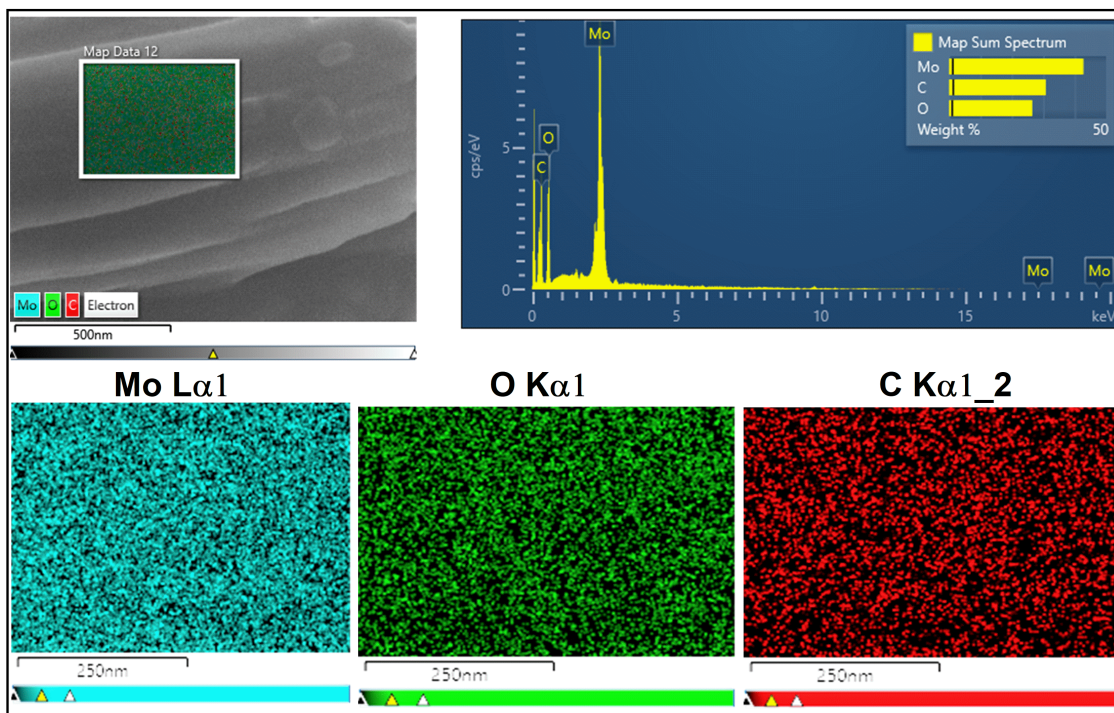 Map Data 12
Mo O C Electron
500nm
Mo
O
C
5
0
cps/eV
0 5 10 15 keV
Mo Mo
Map Sum Spectrum
Mo
C
O
Weight % 50
Mo Lα1
O Kα1
C Kα1_2
250nm
250nm
250nm